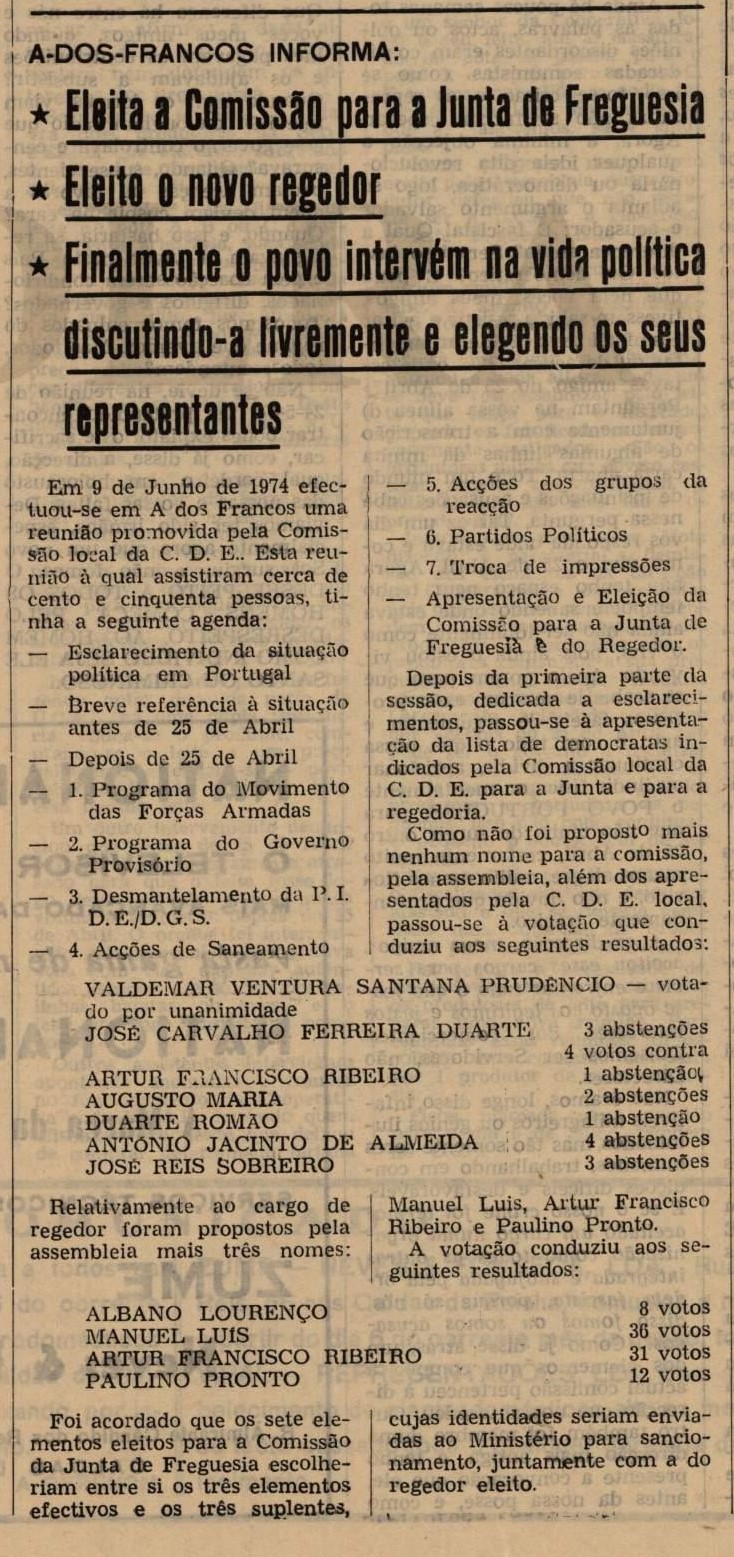 A-DOS-FRANCOS INFORMA:
★ Eleita a Comissão para a Junta de Freguesia
★ Eleito o novo regedor
★ Finalmente o povo intervém na vida política
discutindo-a livremente e elegendo os seus
representantes
Em 9 de Junho de 1974 efec-
tuou-se em A dos Francos uma
reunião promovida pela Comis-
são local da C. D. E.. Esta reu-
nião à qual assistiram cerca de
cento e cinquenta pessoas, ti-
nha a seguinte agenda:
— Esclarecimento da situação
política em Portugal
— Breve referência à situação
antes de 25 de Abril
— Depois de 25 de Abril
— 1. Programa do Movimento
das Forças Armadas
— 2. Programa do Governo
Provisório
— 3. Desmantelamento da P. I.
D. E./D. G. S.
— 4. Acções de Saneamento
— 5. Acções dos grupos da
reacção
— 6. Partidos Políticos
— 7. Troca de impressões
— Apresentação e Eleição da
Comissão para a Junta de
Freguesia e do Regedor.
Depois da primeira parte da
sessão, dedicada a esclareci-
mentos, passou-se à apresenta-
ção da lista de democratas in-
dicados pela Comissão local da
C. D. E. para a Junta e para a
regedoria.
Como não foi proposto mais
nenhum nome para a comissão,
pela assembleia, além dos apre-
sentados pela C. D. E. local,
passou-se à votação que con-
duziu aos seguintes resultados:
VALDEMAR VENTURA SANTANA PRUDÊNCIO — vota-
do por unanimidade
JOSÉ CARVALHO FERREIRA DUARTE 3 abstenções
4 votos contra
ARTUR FRANCISCO RIBEIRO 1 abstenção
AUGUSTO MARIA 2 abstenções
DUARTE ROMÃO 1 abstenção
ANTÓNIO JACINTO DE ALMEIDA 4 abstenções
JOSÉ REIS SOBREIRO 3 abstenções
Relativamente ao cargo de
regedor foram propostos pela
assembleia mais três nomes:
Manuel Luis, Artur Francisco
Ribeiro e Paulino Pronto.
A votação conduziu aos se-
guintes resultados:
ALBANO LOURENÇO 8 votos
MANUEL LUÍS 36 votos
ARTUR FRANCISCO RIBEIRO 31 votos
PAULINO PRONTO 12 votos
Foi acordado que os sete ele-
mentos eleitos para a Comissão
da Junta de Freguesia escolhe-
riam entre si os três elementos
efectivos e os três suplentes,
cujas identidades seriam envia-
das ao Ministério para sancio-
namento, juntamente com a do
regedor eleito.